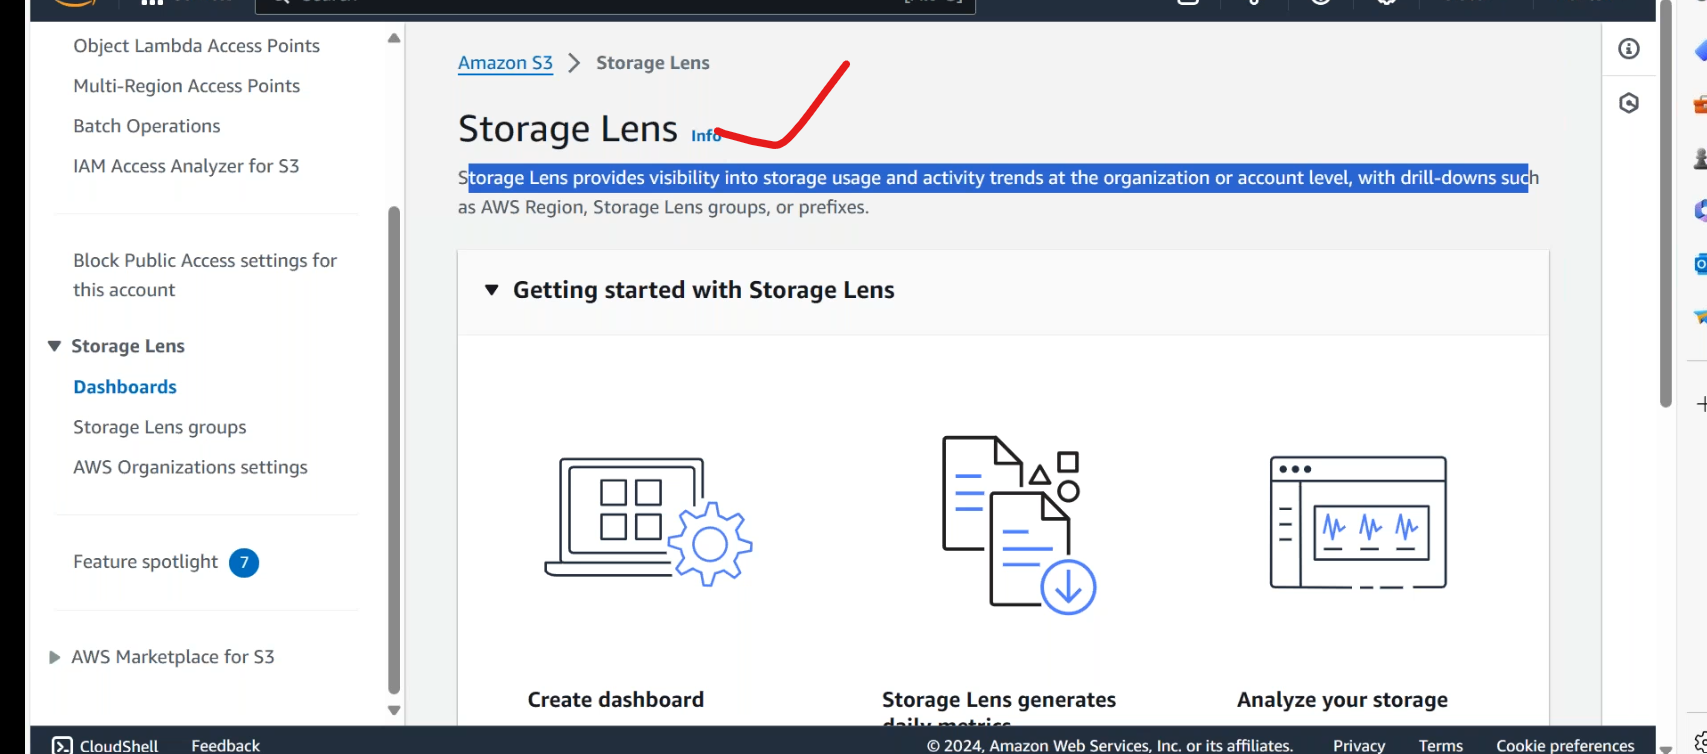 Object Lambda Access Points
Multi-Region Access Points
Batch Operations
IAM Access Analyzer for S3
Block Public Access settings for
this account
Storage Lens
Dashboards
Storage Lens groups
AWS Organizations settings
Feature spotlight 7
AWS Marketplace for S3
Amazon S3 > Storage Lens
Storage Lens Info
Storage Lens provides visibility into storage usage and activity trends at the organization or account level, with drill-downs such
as AWS Region, Storage Lens groups, or prefixes.
Getting started with Storage Lens
Create dashboard
Storage Lens generates
daily metrics
Analyze your storage
CloudShell Feedback © 2024, Amazon Web Services, Inc. or its affiliates. Privacy Terms Cookie preferences